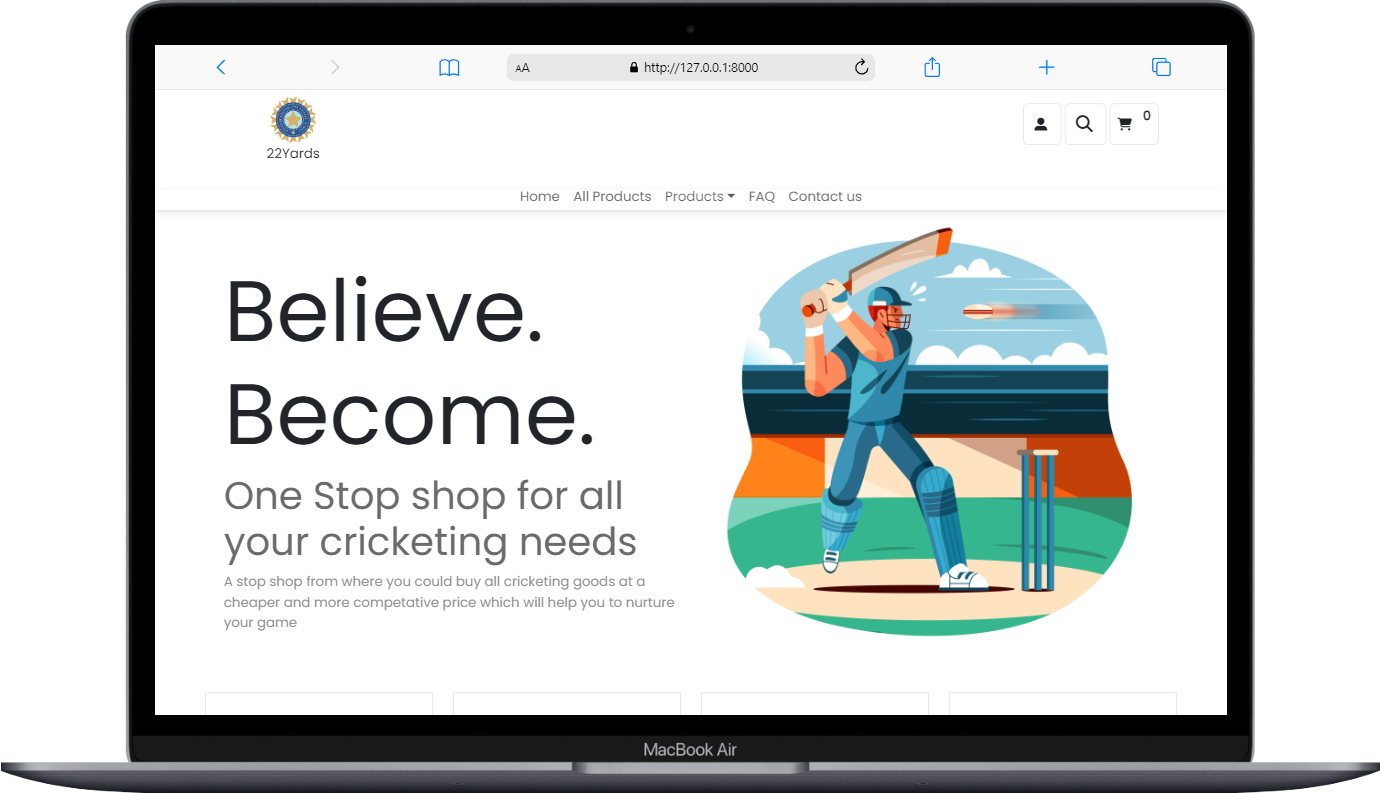 AA http://127.0.0.1:8000
22Yards
0
Home All Products Products FAQ Contact us
Believe.
Become.
One Stop shop for all
your cricketing needs
A stop shop from where you could buy all cricketing goods at a
cheaper and more competative price which will help you to nurture
your game
MacBook Air